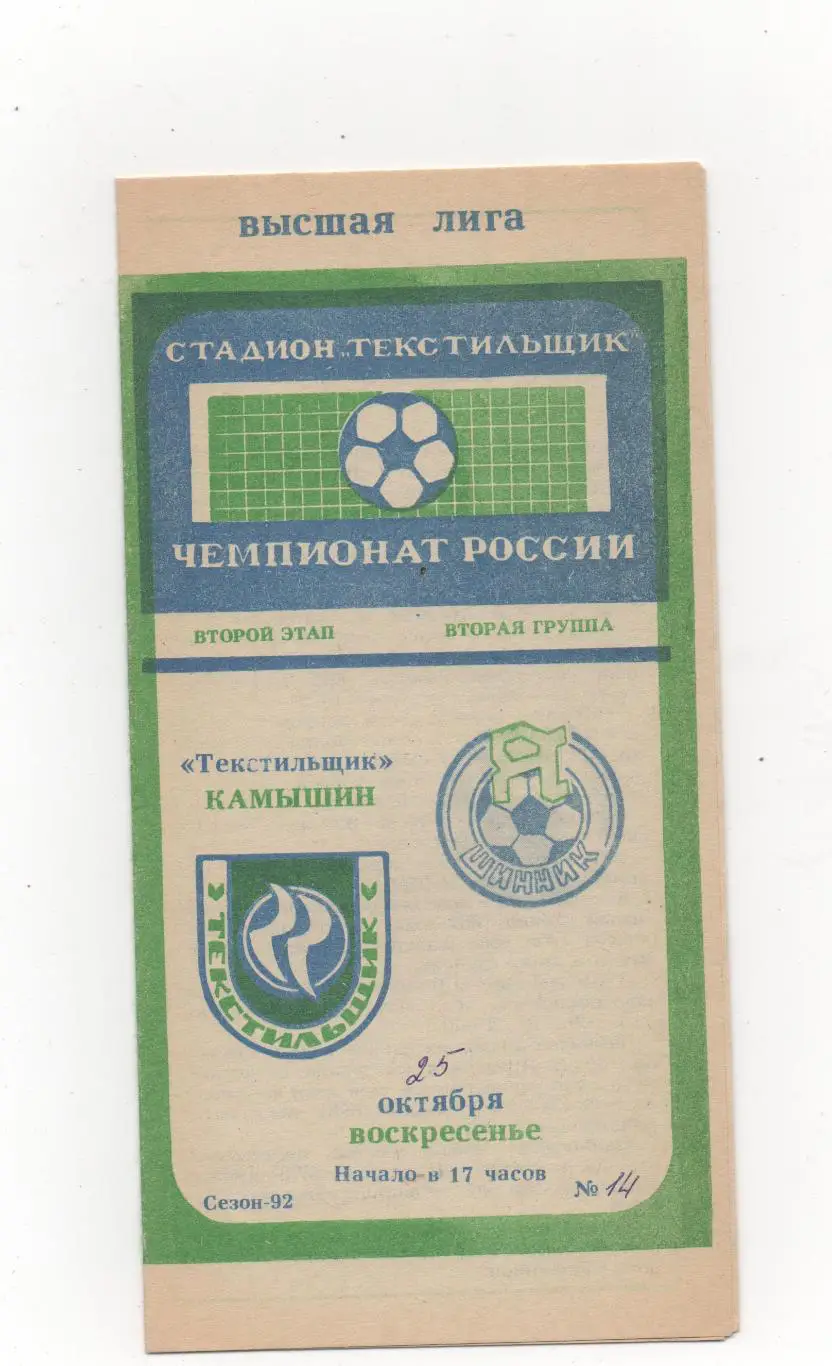 высшая лига
СТАДИОН „ТЕКСТИЛЬЩИК"
ЧЕМПИОНАТ РОССИИ
ВТОРОЙ ЭТАП ВТОРАЯ ГРУППА
«Текстильщик»
КАМЫШИН
Я
ШИННИК
ТЕКСТИЛЬЩИК
25
октября
воскресенье
Начало в 17 часов
Сезон-92
№ 14